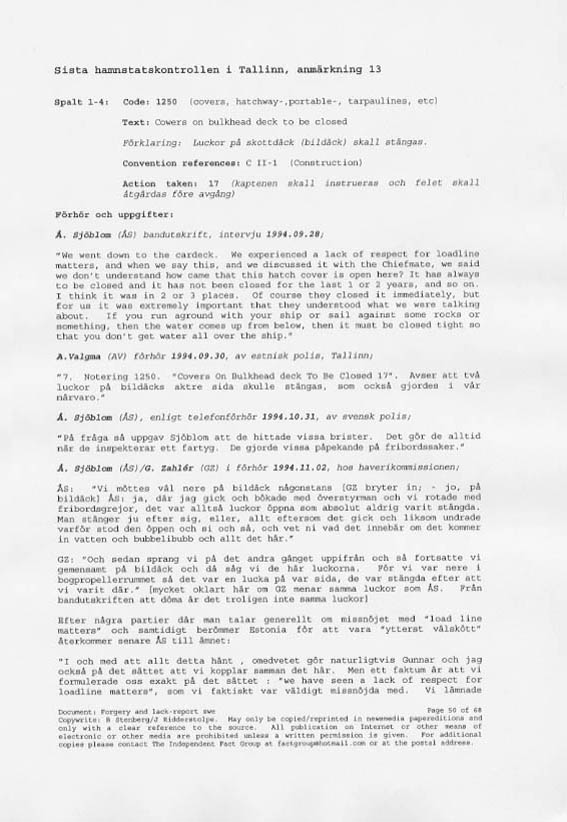 Sista hamnstatskontrollen i Tallinn, anmärkning 13
Spalt 1-4: Code: 1250 (covers, hatchway-,portable-, tarpaulines, etc)
Text: Cowers on bulkhead deck to be closed
Förklaring: Luckor på skottdäck (bildäck) skall stängas.
Convention references: C II-1 (Construction)
Action taken: 17 (kaptenen skall instrueras och felet skall
åtgärdas före avgång)
Förhör och uppgifter:
Å. Sjöblom (ÅS) bandutskrift, intervju 1994.09.28;
"We went down to the cardeck. We experienced a lack of respect for loadline
matters, and when we say this, and we discussed it with the Chiefmate, we said
we don't understand how came that this hatch cover is open here? It has always
to be closed and it has not been closed for the last 1 or 2 years, and so on.
I think it was in 2 or 3 places. Of course they closed it immediately, but
for us it was extremely important that they understood what we were talking
about. If you run aground with your ship or sail against some rocks or
something, then the water comes up from below, then it must be closed tight so
that you don't get water all over the ship."
A.Valgma (AV) förhör 1994.09.30, av estnisk polis, Tallinn;
"7. Notering 1250. "Covers On Bulkhead deck To Be Closed 17". Avser att två
luckor på bildäcks aktre sida skulle stängas, som också gjordes i vår
närvaro."
Å. Sjöblom (ÅS), enligt telefonförhör 1994.10.31, av svensk polis;
"På fråga så uppgav Sjöblom att de hittade vissa brister. Det gör de alltid
när de inspekterar ett fartyg. De gjorde vissa påpekande på fribordssaker."
Å. Sjöblom (ÅS)/G. Zahlér (GZ) i förhör 1994.11.02, hos haverikommissionen;
ÅS: "Vi möttes väl nere på bildäck någonstans [GZ bryter in; - jo, på
bildäck] ÅS: ja, där jag gick och bökade med överstyrman och vi rotade med
fribordsgrejor, det var alltså luckor öppna som absolut aldrig varit stängda.
Man stänger ju efter sig, eller, allt eftersom det gick och liksom undrade
varför stod den öppen och si och så, och vet ni vad det innebär om det kommer
in vatten och bubbelibubb och allt det här."
GZ: "Och sedan sprang vi på det andra gänget uppifrån och så fortsatte vi
gemensamt på bildäck och då såg vi de här luckorna. För vi var nere i
bogpropellerrummet så det var en lucka på var sida, de var stängda efter att
vi varit där." [mycket oklart här om GZ menar samma luckor som ÅS. Från
bandutskriften att döma är det troligen inte samma luckor]
Efter några partier där man talar generellt om missnöjet med "load line
matters" och samtidigt berömmer Estonia för att vara "ytterst välskött"
återkommer senare ÅS till ämnet:
"I och med att allt detta hänt , omedvetet gör naturligtvis Gunnar och jag
också på det sättet att vi kopplar samman det här. Men ett faktum är att vi
formulerade oss exakt på det sättet : "we have seen a lack of respect for
loadline matters", som vi faktiskt var väldigt missnöjda med. Vi lämnade
Document: Forgery and lack-report swe Page 50 of 68
Copywrite: B Stenberg/J Ridderstolpe. May only be copied/reprinted in newsmedia papereditions and
only with a clear reference to the source. All publication on Internet or other means of
electronic or other media are prohibited unless a written permission is given. For additional
copies please contact The Independent Fact Group at factgroup@hotmail.com or at the postal address.